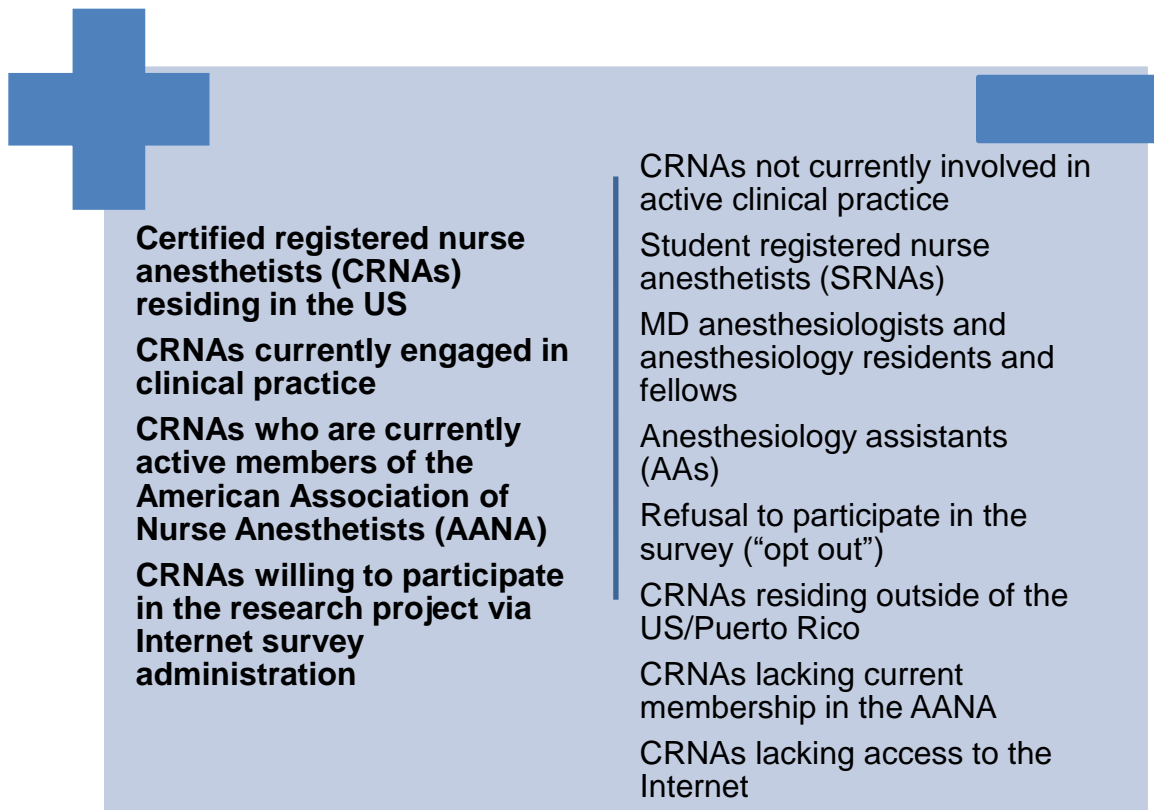 Certified registered nurse
anesthetists (CRNAs)
residing in the US
CRNAs currently engaged in
clinical practice
CRNAs who are currently
active members of the
American Association of
Nurse Anesthetists (AANA)
CRNAs willing to participate
in the research project via
Internet survey
administration
CRNAs not currently involved in
active clinical practice
Student registered nurse
anesthetists (SRNAs)
MD anesthesiologists and
anesthesiology residents and
fellows
Anesthesiology assistants
(AAs)
Refusal to participate in the
survey (“opt out”)
CRNAs residing outside of the
US/Puerto Rico
CRNAs lacking current
membership in the AANA
CRNAs lacking access to the
Internet